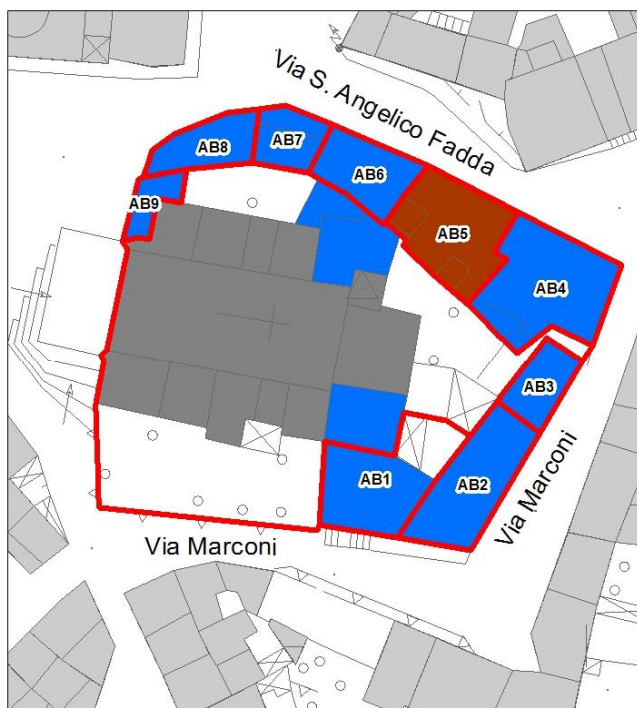 Via S. Angelico Fadda
AB8
AB7
AB6
AB9
AB5
AB4
AB3
AB1
AB2
Via Marconi
Via Marconi